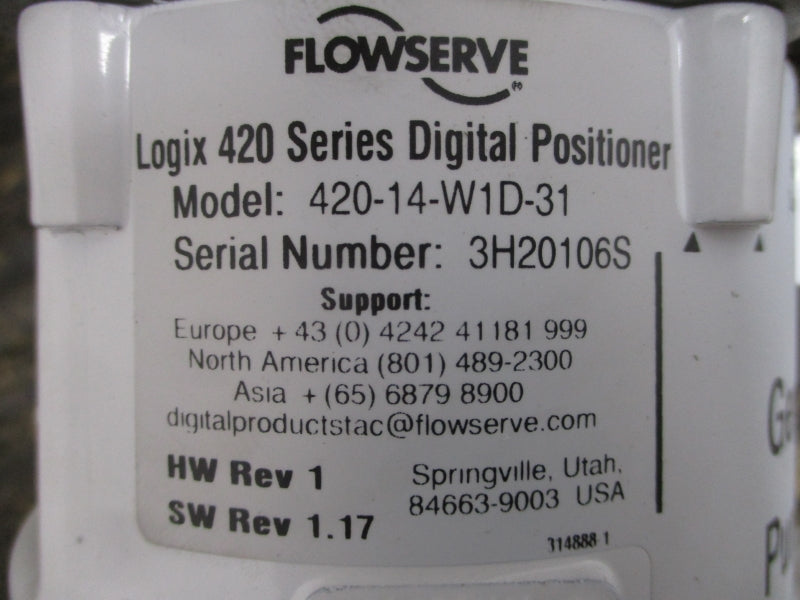 FLOWSERVE
®
Logix 420 Series Digital Positioner
Model: 420-14-W1D-31
Serial Number: 3H20106S
Support:
Europe + 43 (0) 4242 41181 999
North America (801) 489-2300
Asia + (65) 6879 8900
digitalproductstac@flowserve.com
HW Rev 1
SW Rev 1.17
Springville, Utah,
84663-9003 USA
314888 1